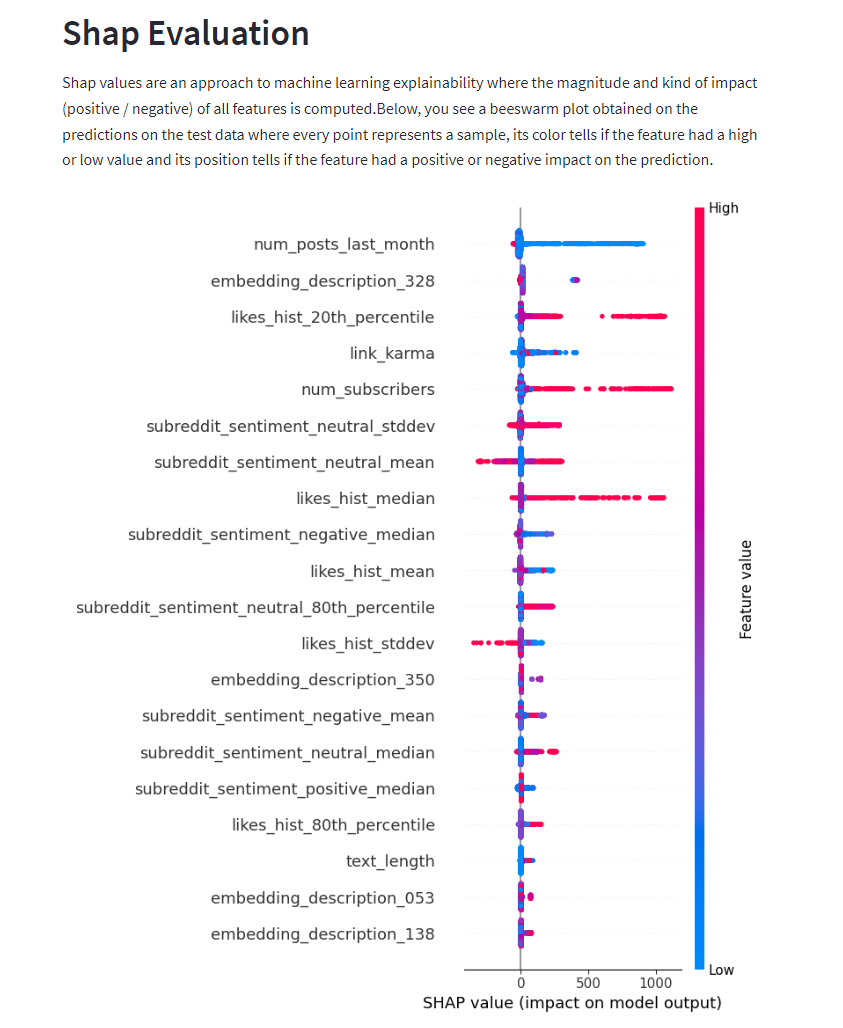 Shap Evaluation
Shap values are an approach to machine learning explainability where the magnitude and kind of impact
(positive / negative) of all features is computed.Below, you see a beeswarm plot obtained on the
predictions on the test data where every point represents a sample, its color tells if the feature had a high
or low value and its position tells if the feature had a positive or negative impact on the prediction.
High
num_posts_last_month
embedding_description_328
likes_hist_20th_percentile
link_karma
num_subscribers
subreddit_sentiment_neutral_stddev
subreddit_sentiment_neutral_mean
likes_hist_median
subreddit_sentiment_negative_median
likes_hist_mean
subreddit_sentiment_neutral_80th_percentile
likes_hist_stddev
embedding_description_350
subreddit_sentiment_negative_mean
subreddit_sentiment_neutral_median
subreddit_sentiment_positive_median
likes_hist_80th_percentile
text_length
embedding_description_053
embedding_description_138
Feature value
Low
0 500 1000
SHAP value (impact on model output)